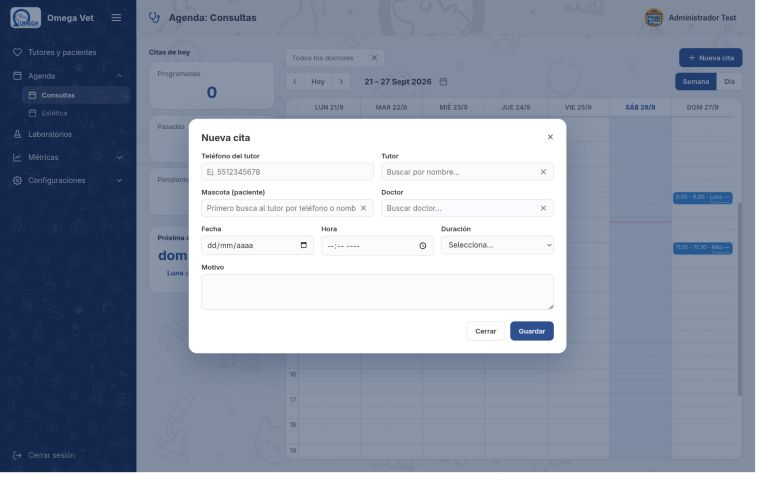 OMEGA
Omega Vet
Agenda: Consultas
Administrador Test
Tutores y pacientes
Agenda
Consultas
Estética
Laboratorios
Métricas
Configuraciones
Cerrar sesión
Citas de hoy
Programadas
0
Pasadas
Pendient
Próxima
dom
Luna
Todos los doctores
+ Nueva cita
Hoy
21 – 27 Sept 2026
Semana
Día
LUN 21/9
MAR 22/9
MIÉ 23/9
JUE 24/9
VIE 25/9
SÁB 26/9
DOM 27/9
9:00 - 9:30 - Luna —
11:00 - 11:30 - Milo —
16
17
18
19
Nueva cita
Teléfono del tutor
Tutor
Ej. 5512345678
Buscar por nombre...
Mascota (paciente)
Doctor
Primero busca al tutor por teléfono o nomb
Buscar doctor...
Fecha
Hora
Duración
dd/mm/aaaa
--:-- ----
Selecciona...
Motivo
Cerrar
Guardar